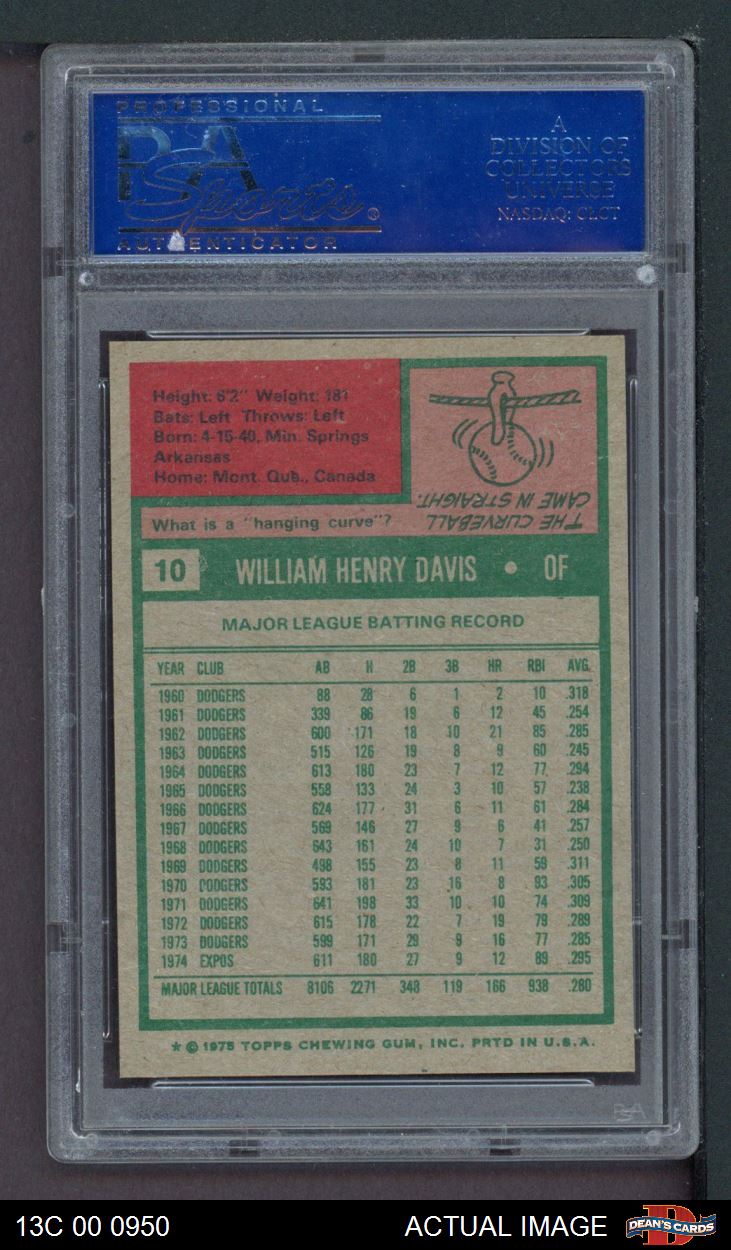 PROFESSIONAL
PSA
Sports®
AUTHENTICATOR
A
DIVISION OF
COLLECTORS
UNIVERSE
NASDAQ: CLCT
Height: 6'2" Weight: 181
Bats: Left Throws: Left
Born: 4-15-40, Min. Springs
Arkansas
Home: Mont. Que., Canada
What is a "hanging curve"?
THE CURVEBALL
CAME IN STRAIGHT.
10 WILLIAM HENRY DAVIS • OF
MAJOR LEAGUE BATTING RECORD
YEAR CLUB AB H 2B 3B HR RBI AVG.
1960 DODGERS 88 28 6 1 2 10 .318
1961 DODGERS 339 86 19 6 12 45 .254
1962 DODGERS 600 171 18 10 21 85 .285
1963 DODGERS 515 126 19 8 9 60 .245
1964 DODGERS 613 180 23 7 12 77 .294
1965 DODGERS 558 133 24 3 10 57 .238
1966 DODGERS 624 177 31 6 11 61 .284
1967 DODGERS 569 146 27 9 6 41 .257
1968 DODGERS 643 161 24 10 7 31 .250
1969 DODGERS 498 155 23 8 11 59 .311
1970 DODGERS 593 181 23 16 8 93 .305
1971 DODGERS 641 198 33 10 10 74 .309
1972 DODGERS 615 178 22 7 19 79 .289
1973 DODGERS 599 171 29 9 16 77 .285
1974 EXPOS 611 180 27 9 12 89 .295
MAJOR LEAGUE TOTALS 8106 2271 348 119 166 938 .280
★ © 1975 TOPPS CHEWING GUM, INC. PRTD IN U.S.A.
PSA
13C 00 0950
ACTUAL IMAGE
D
DEAN'S CARDS